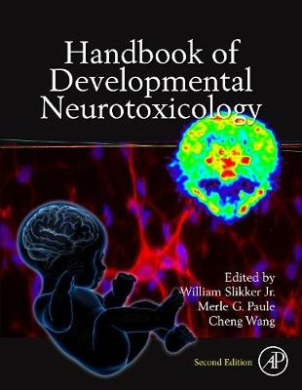 Handbook of
Developmental
Neurotoxicology
Edited by
William Slikker Jr.
Merle G. Paule
Cheng Wang
Second Edition
AP